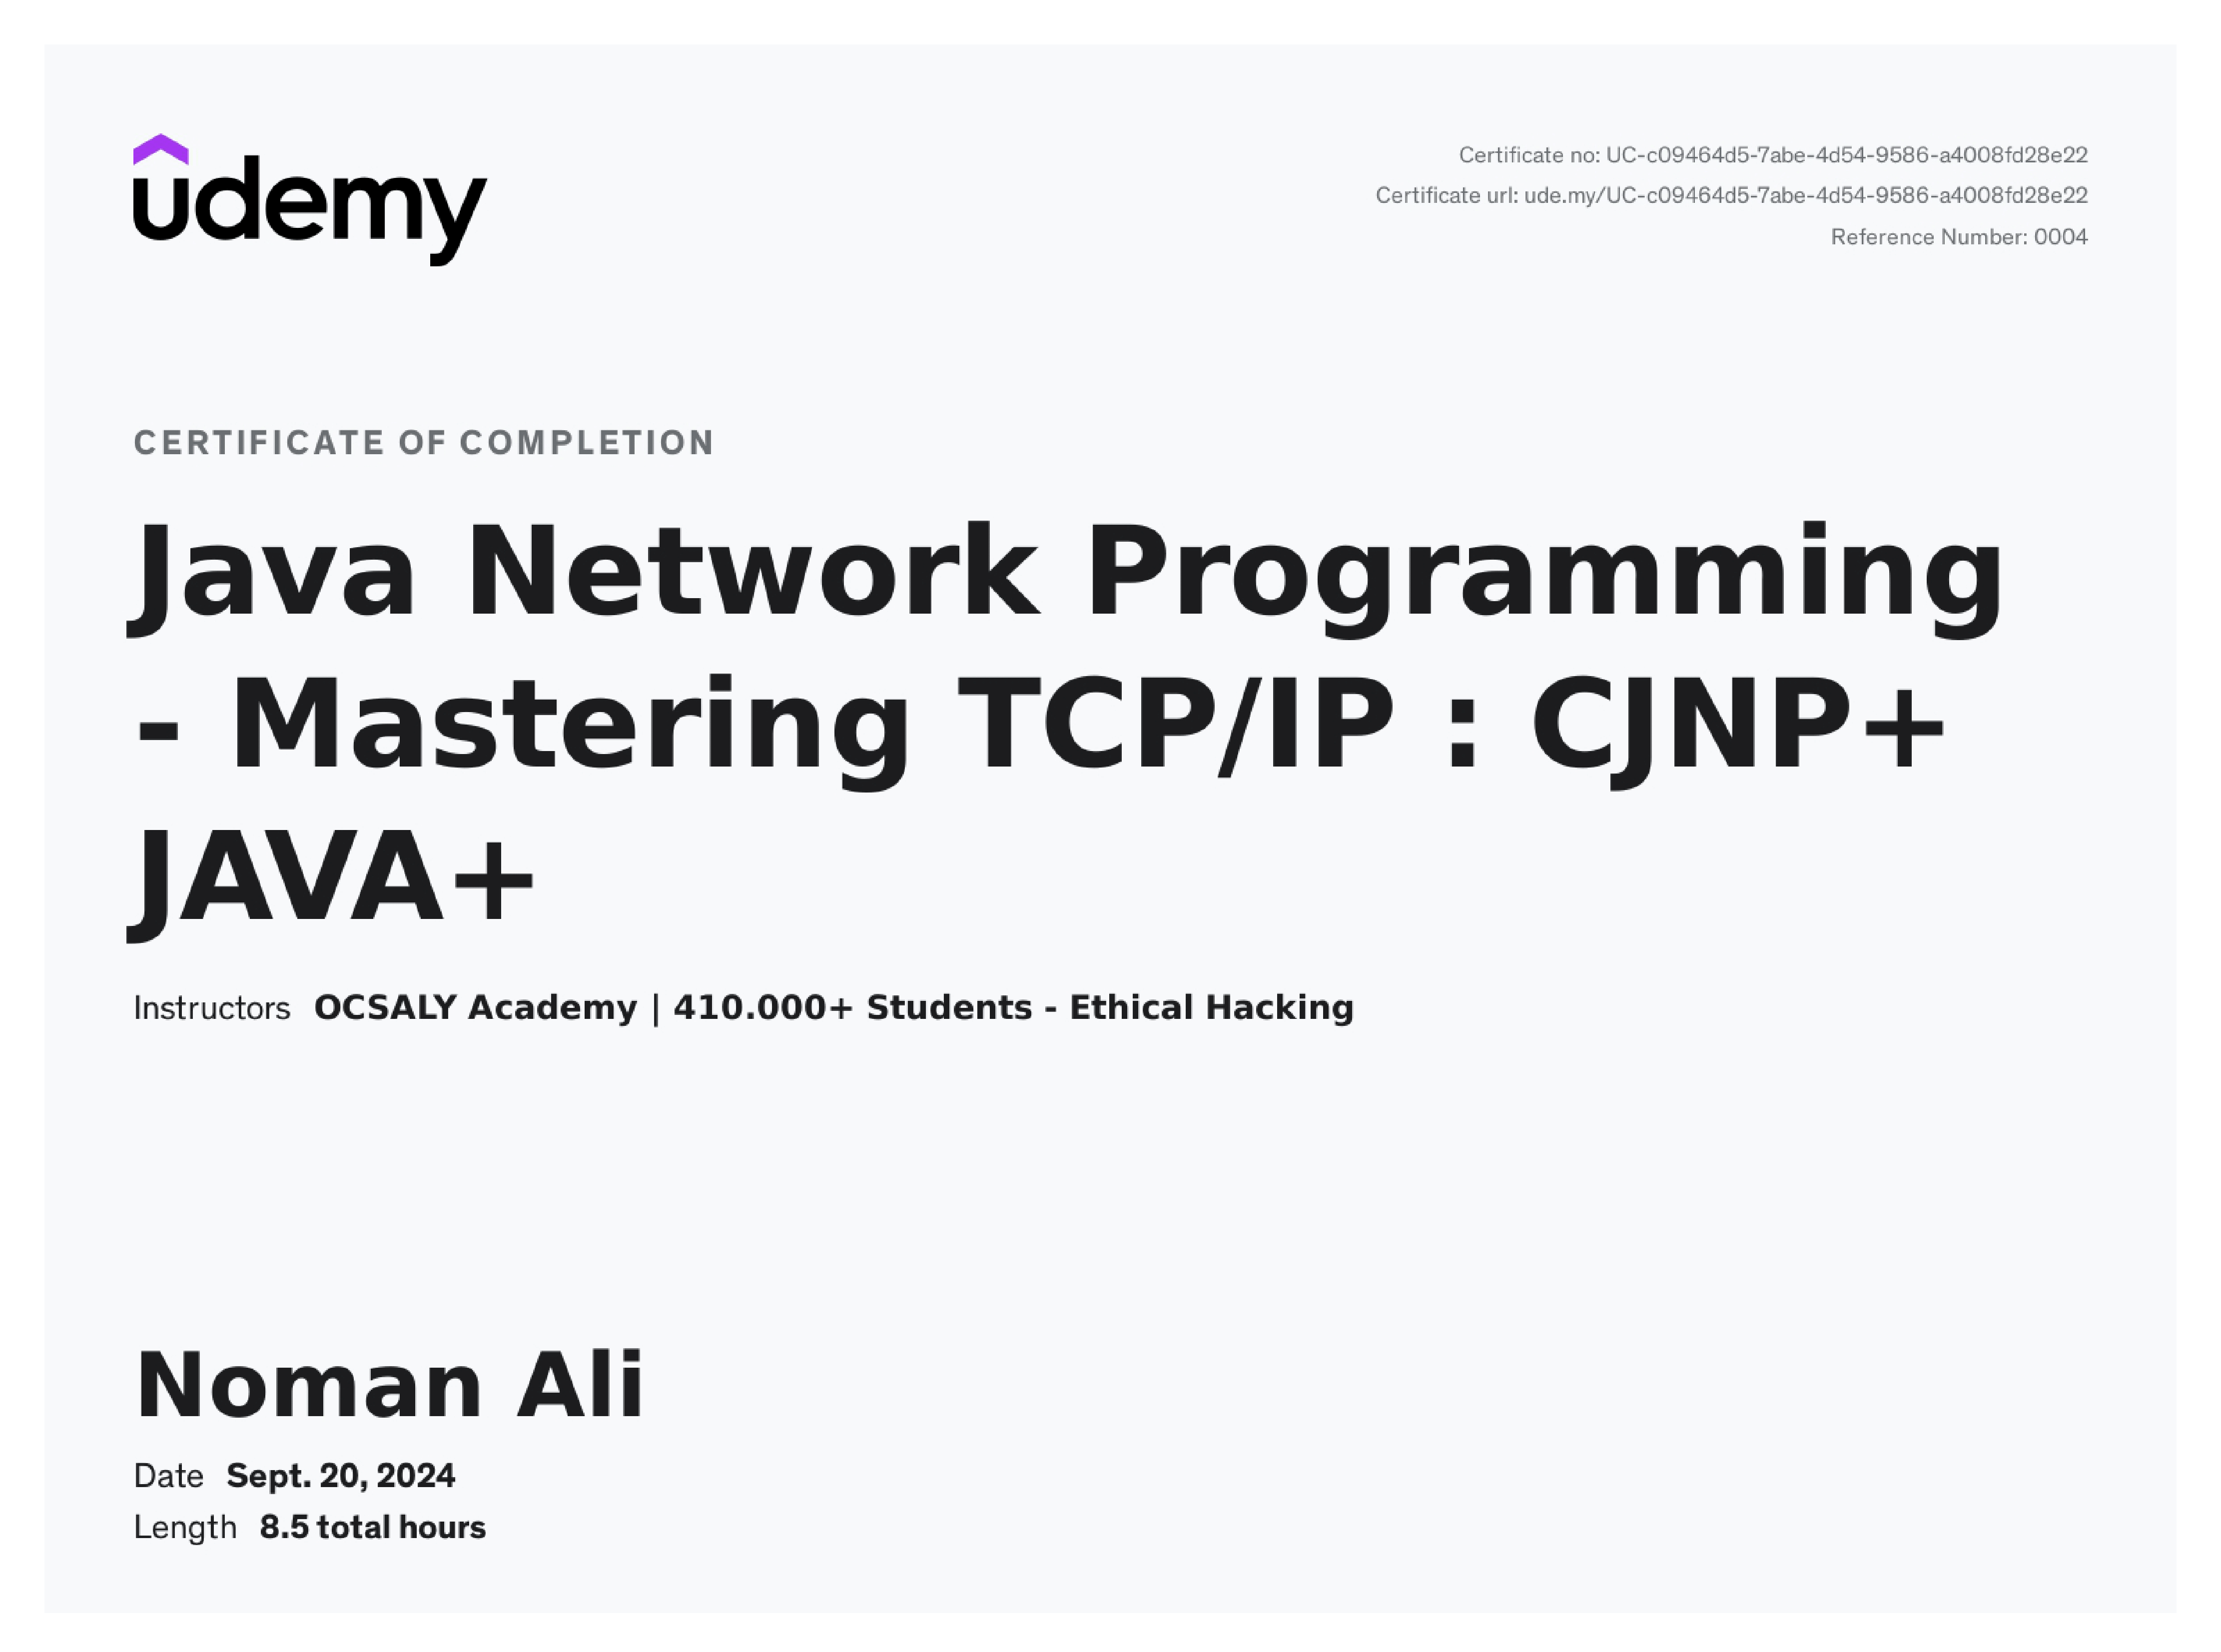 udemy
Certificate no: UC-c09464d5-7abe-4d54-9586-a4008fd28e22
Certificate url: ude.my/UC-c09464d5-7abe-4d54-9586-a4008fd28e22
Reference Number: 0004
CERTIFICATE OF COMPLETION
Java Network Programming
- Mastering TCP/IP : CJNP+
JAVA+
Instructors OCSALY Academy | 410.000+ Students - Ethical Hacking
Noman Ali
Date Sept. 20, 2024
Length 8.5 total hours